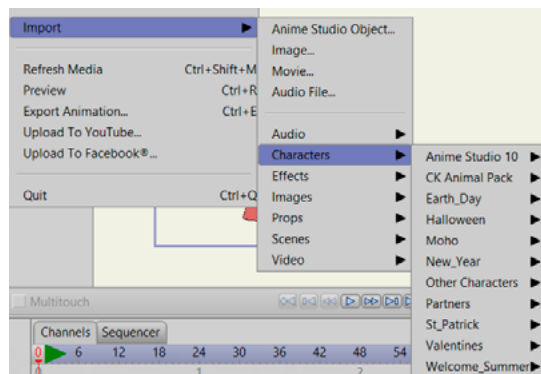 Import
Refresh Media Ctrl+Shift+M
Preview Ctrl+R
Export Animation... Ctrl+E
Upload To YouTube...
Upload To Facebook®...
Quit Ctrl+Q
Anime Studio Object...
Image...
Movie...
Audio File...
Audio
Characters
Effects
Images
Props
Scenes
Video
Anime Studio 10
CK Animal Pack
Earth_Day
Halloween
Moho
New_Year
Other Characters
Partners
St_Patrick
Valentines
Welcome_Summer
Multitouch
Channels Sequencer
0 6 12 18 24 30 36 42 48 54
0 1 2